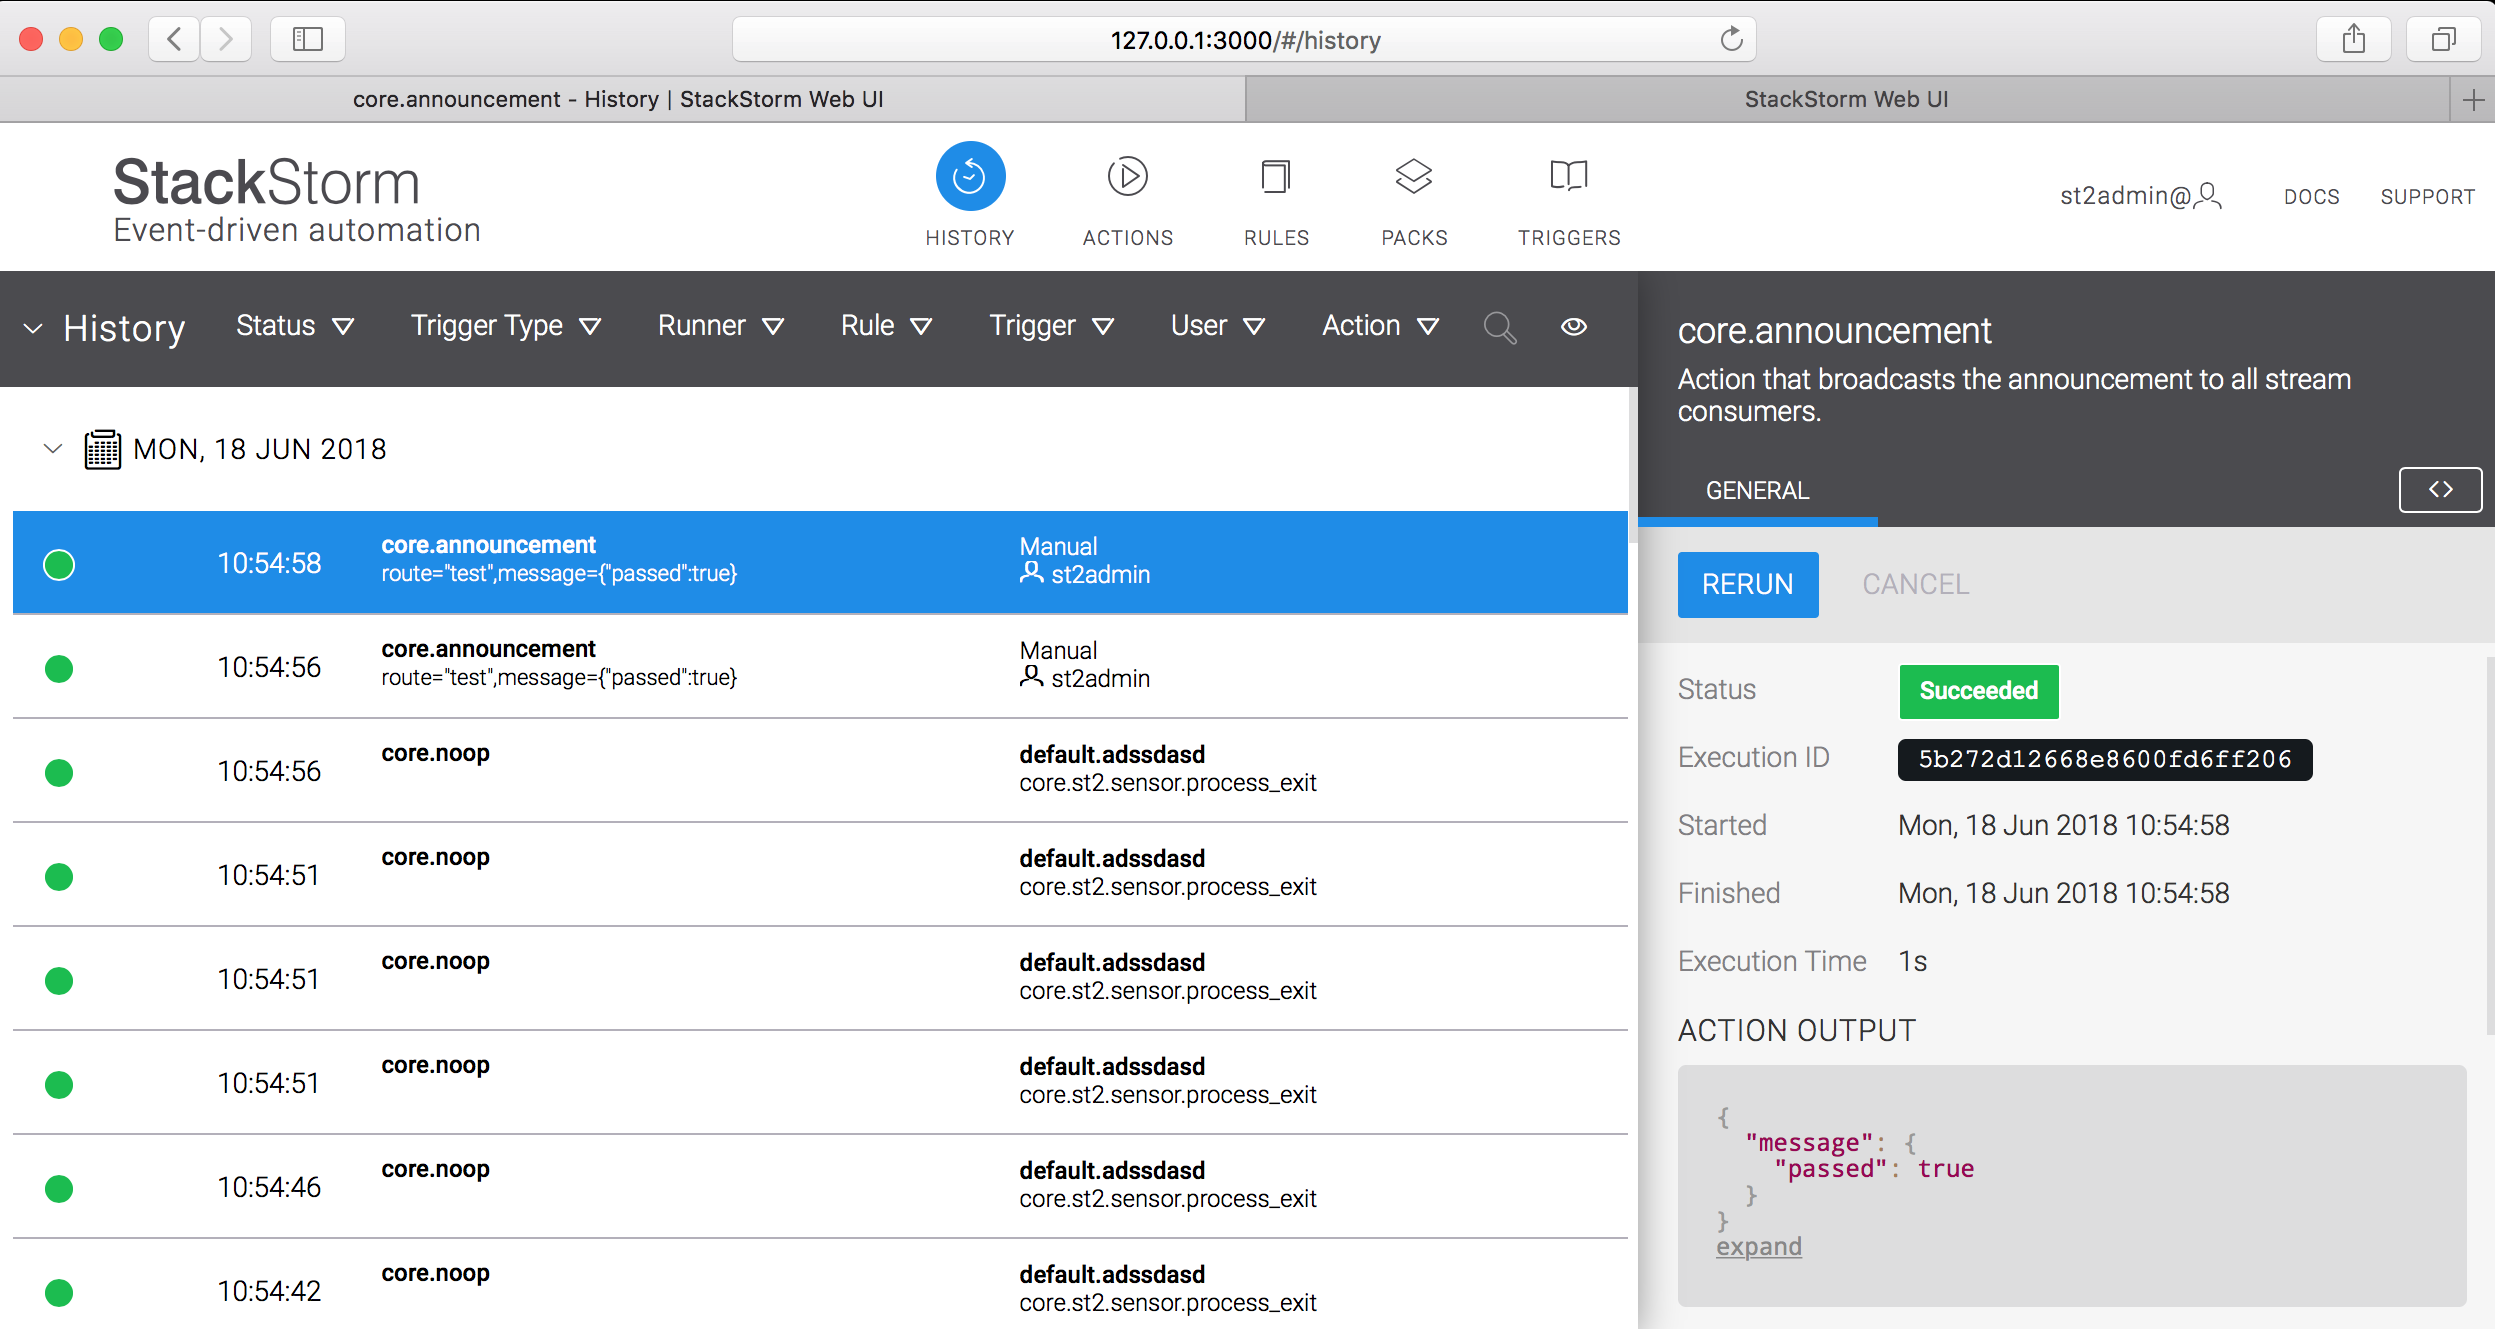 127.0.0.1:3000/#/history
core.announcement - History | StackStorm Web UI
StackStorm Web UI
StackStorm
Event-driven automation
HISTORY
ACTIONS
RULES
PACKS
TRIGGERS
st2admin@
DOCS
SUPPORT
History
Status
Trigger Type
Runner
Rule
Trigger
User
Action
MON, 18 JUN 2018
10:54:58
core.announcement
route="test",message={"passed":true}
Manual
st2admin
10:54:56
core.announcement
route="test",message={"passed":true}
Manual
st2admin
10:54:56
core.noop
default.adssdasd
core.st2.sensor.process_exit
10:54:51
core.noop
default.adssdasd
core.st2.sensor.process_exit
10:54:51
core.noop
default.adssdasd
core.st2.sensor.process_exit
10:54:51
core.noop
default.adssdasd
core.st2.sensor.process_exit
10:54:46
core.noop
default.adssdasd
core.st2.sensor.process_exit
10:54:42
core.noop
default.adssdasd
core.st2.sensor.process_exit
core.announcement
Action that broadcasts the announcement to all stream
consumers.
GENERAL
<>
RERUN
CANCEL
Status
Succeeded
Execution ID
5b272d12668e8600fd6ff206
Started
Mon, 18 Jun 2018 10:54:58
Finished
Mon, 18 Jun 2018 10:54:58
Execution Time
1s
ACTION OUTPUT
{
"message": {
"passed": true
}
}
expand